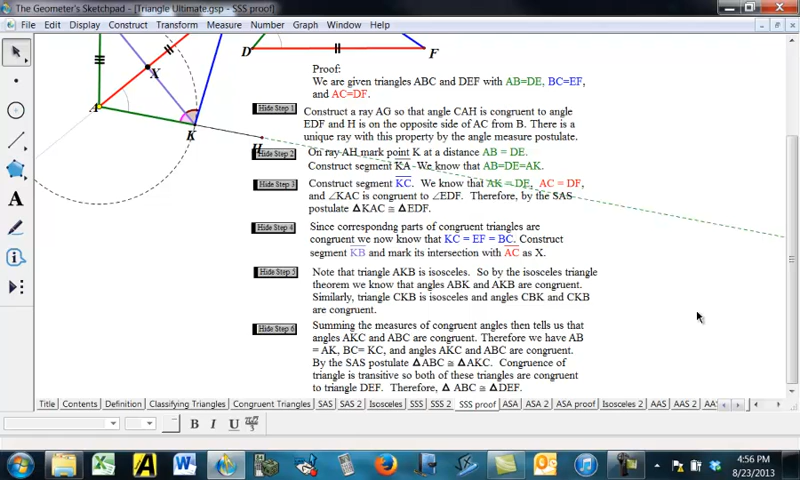 The Geometer's Sketchpad - [Triangle Ultimate.gsp - SSS proof]
File Edit Display Construct Transform Measure Number Graph Window Help
D F
X
A
K
H
Proof:
We are given triangles ABC and DEF with AB=DE, BC=EF,
and AC=DF.
Hide Step 1
Construct a ray AG so that angle CAH is congruent to angle
EDF and H is on the opposite side of AC from B. There is a
unique ray with this property by the angle measure postulate.
Hide Step 2
On ray AH mark point K at a distance AB = DE.
Construct segment KA. We know that AB=DE=AK.
Hide Step 3
Construct segment KC. We know that AK = DE, AC = DF,
and ∠KAC is congruent to ∠EDF. Therefore, by the SAS
postulate ΔKAC ≅ ΔEDF.
Hide Step 4
Since correspondng parts of congruent triangles are
congruent we now know that KC = EF = BC. Construct
segment KB and mark its intersection with AC as X.
Hide Step 5
Note that triangle AKB is isosceles. So by the isosceles triangle
theorem we know that angles ABK and AKB are congruent.
Similarly, triangle CKB is isosceles and angles CBK and CKB
are congruent.
Hide Step 6
Summing the measures of congruent angles then tells us that
angles AKC and ABC are congruent. Therefore we have AB
= AK, BC= KC, and angles AKC and ABC are congruent.
By the SAS postulate ΔABC ≅ ΔAKC. Congruence of
triangle is transitive so both of these triangles are congruent
to triangle DEF. Therefore, Δ ABC ≅ ΔDEF.
Title Contents Definition Classifying Triangles Congruent Triangles SAS SAS 2 Isosceles SSS SSS 2 SSS proof ASA ASA 2 ASA proof Isosceles 2 AAS AAS 2 AA
B I U
4:56 PM
8/23/2013